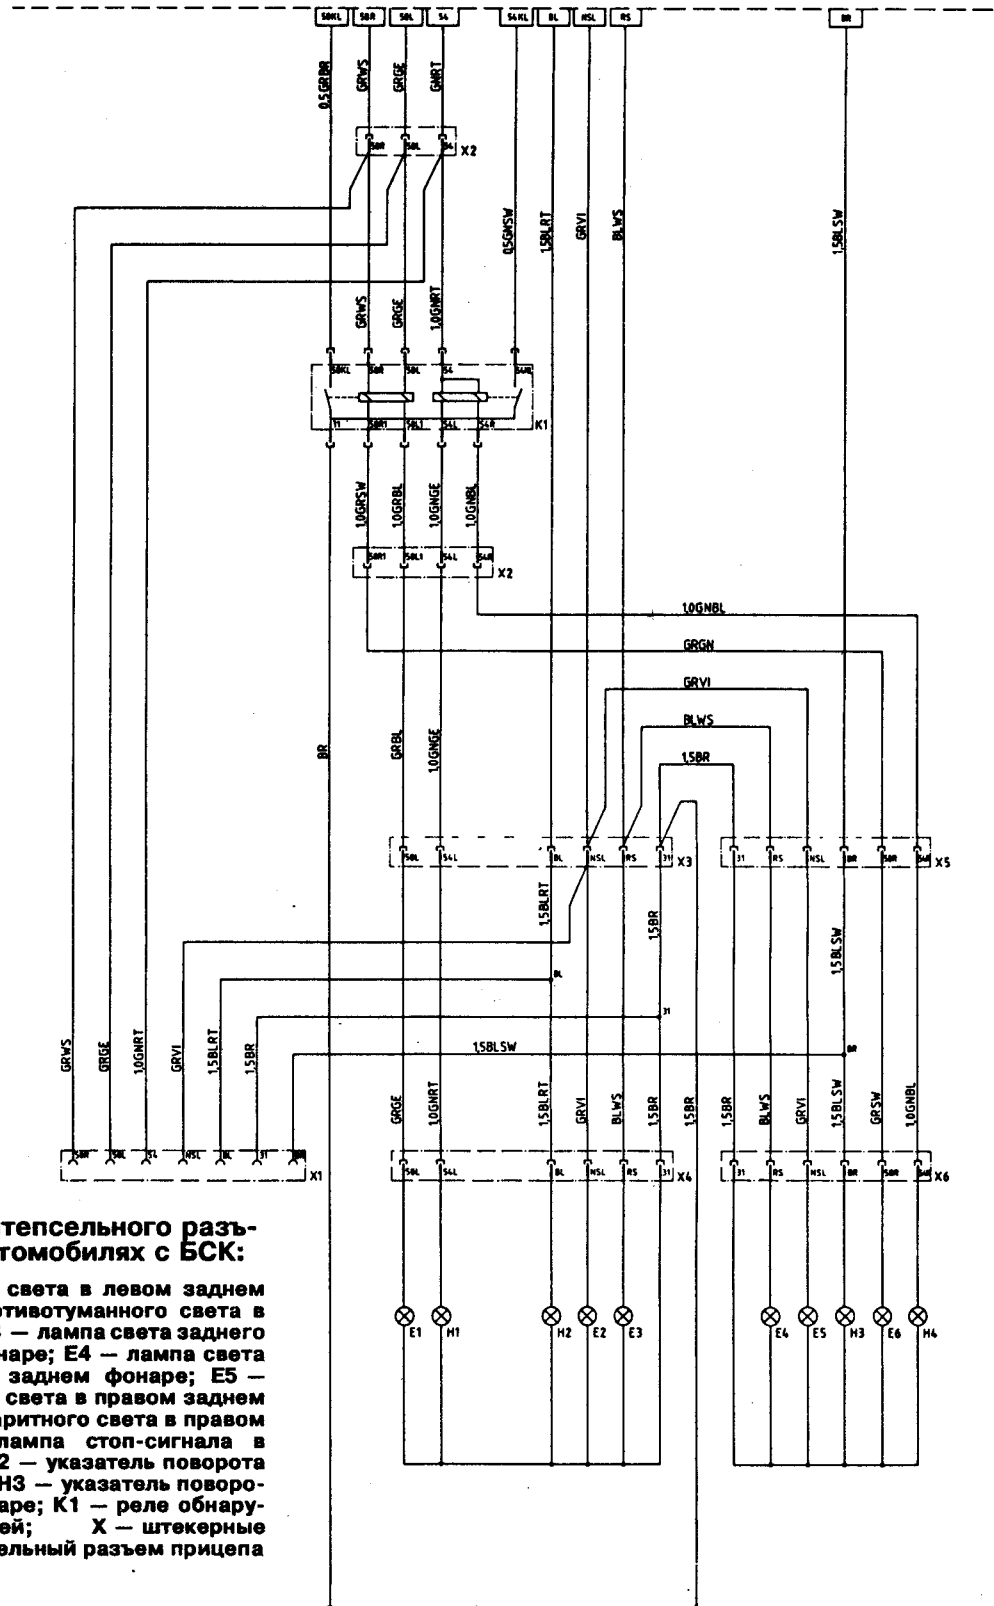 58KL 58R 58L 54 54KL BL NSL RS BR
0,5GRBR GRWS GRGE GNRT
58R 58L 54 X2
0,5GNSW 1,5BLRT GRVI BLWS 1,5BLSW
GRWS GRGE 1,0GNRT
58KL 58R 58L 54
K1
11 58R1 58L1 54L 54R
1,0GRSW 1,0GRBL 1,0GNGE 1,0GNBL
58R1 58L1 54L 54R X2
1,0GNBL
GRGN
GRVI
BLWS
1,5BR
BR GRBL 1,0GNGE
58L 54L BL NSL RS 31 X3 31 RS NSL BR 58R 54R X5
1,5BLRT 1,5BR 1,5BLSW
BL
31
1,5BLSW BR
GRWS GRGE 1,0GNRT GRVI 1,5BLRT 1,5BR
GRGE 1,0GNRT 1,5BLRT GRVI BLWS 1,5BR 1,5BR 1,5BR BLWS GRVI 1,5BLSW GRSW 1,0GNBL
58R 58L 54 NSL BL 31 BR X1
58L 54L BL NSL RS 31 X4 31 RS NSL BR 58R 54R X6
E1 H1 H2 E2 E3 E4 E5 H3 E6 H4
тепсельного разъ-
томобилях с БСК:
света в левом заднем
отивотуманного света в
— лампа света заднего
наре; E4 — лампа света
заднем фонаре; E5 —
света в правом заднем
аритного света в правом
лампа стоп-сигнала в
2 — указатель поворота
H3 — указатель поворо-
аре; K1 — реле обнару-
ей; X — штекерные
ельный разъем прицепа